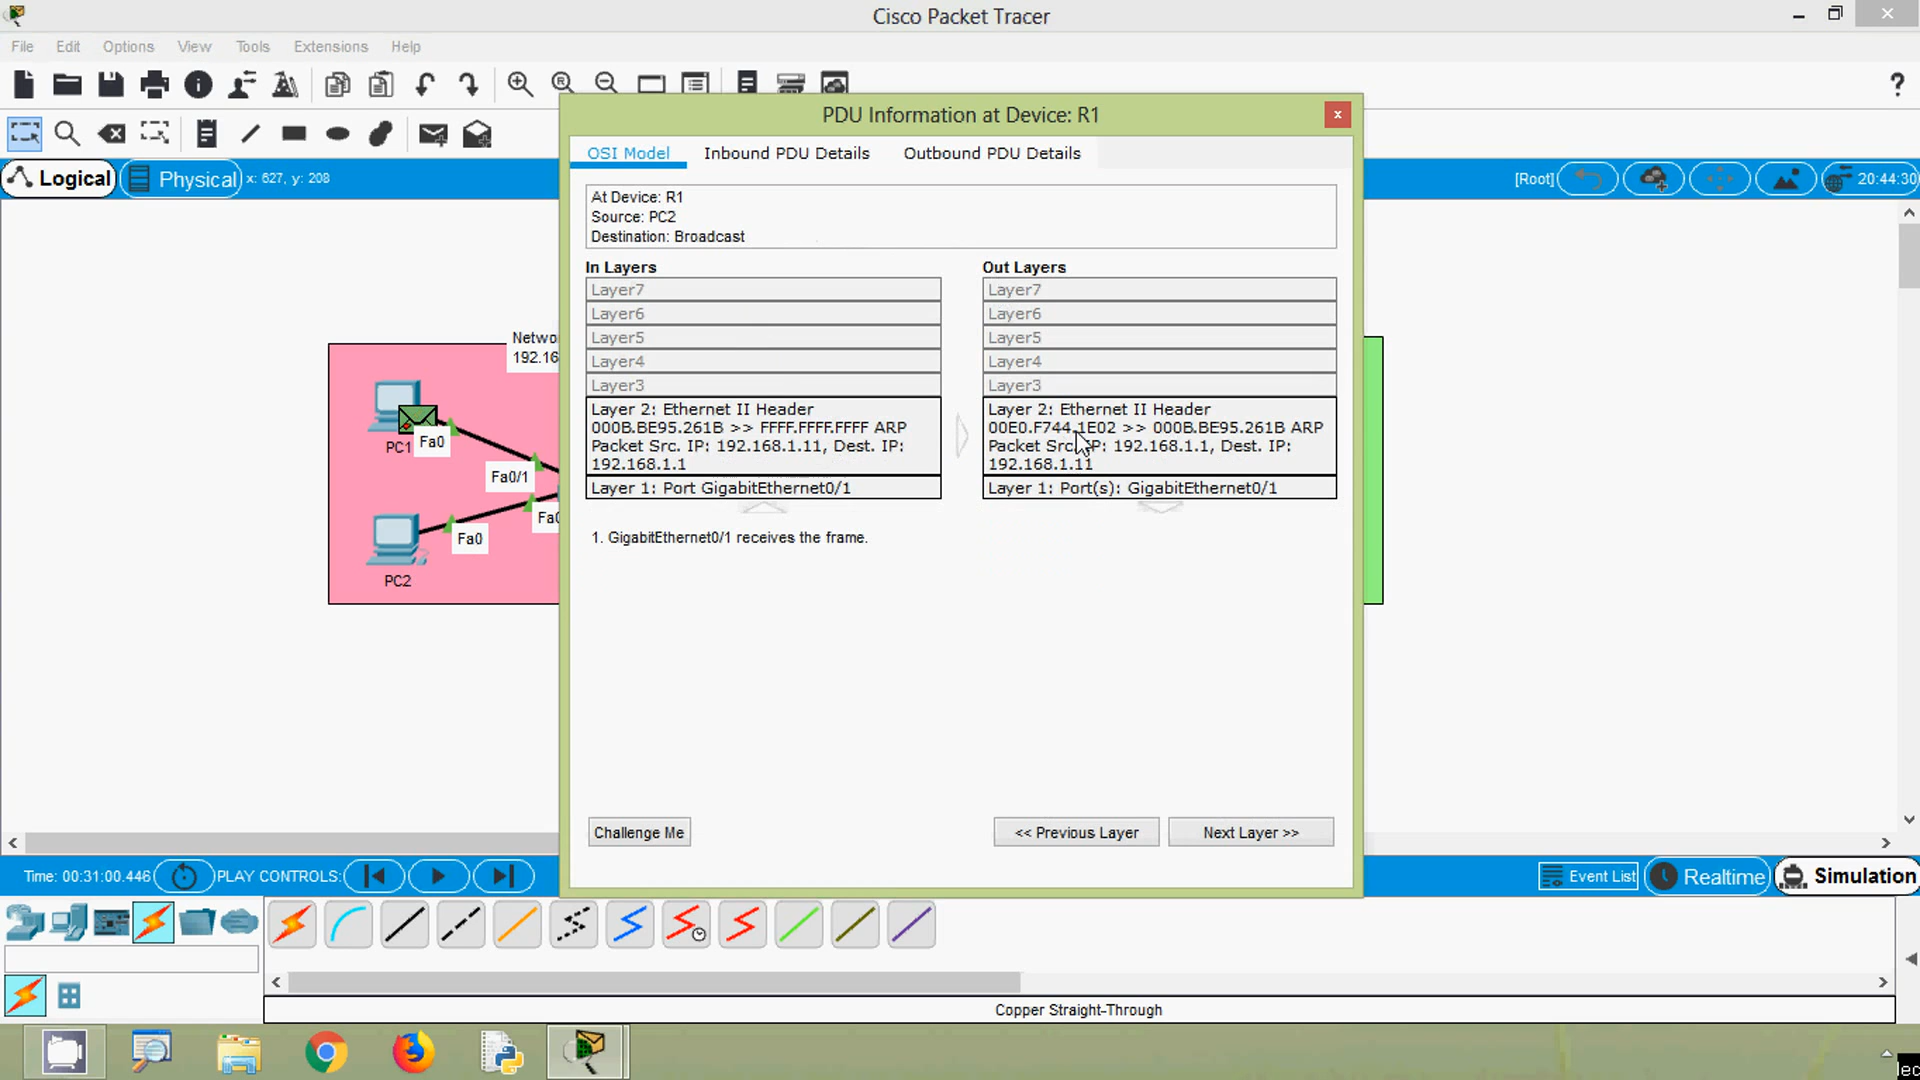 Cisco Packet Tracer
File Edit Options View Tools Extensions Help
PDU Information at Device: R1
OSI Model Inbound PDU Details Outbound PDU Details
Logical Physical x: 627, y: 208
[Root] 20:44:30
At Device: R1
Source: PC2
Destination: Broadcast
In Layers
Layer7
Layer6
Layer5
Layer4
Layer3
Layer 2: Ethernet II Header
000B.BE95.261B >> FFFF.FFFF.FFFF ARP
Packet Src. IP: 192.168.1.11, Dest. IP:
192.168.1.1
Layer 1: Port GigabitEthernet0/1
Out Layers
Layer7
Layer6
Layer5
Layer4
Layer3
Layer 2: Ethernet II Header
00E0.F744.1E02 >> 000B.BE95.261B ARP
Packet Src. IP: 192.168.1.1, Dest. IP:
192.168.1.11
Layer 1: Port(s): GigabitEthernet0/1
1. GigabitEthernet0/1 receives the frame.
Challenge Me << Previous Layer Next Layer >>
Netwo
192.16
PC1
Fa0
Fa0/1
Fa0
Fa0
PC2
Time: 00:31:00.446 PLAY CONTROLS:
Event List Realtime Simulation
Copper Straight-Through
lec